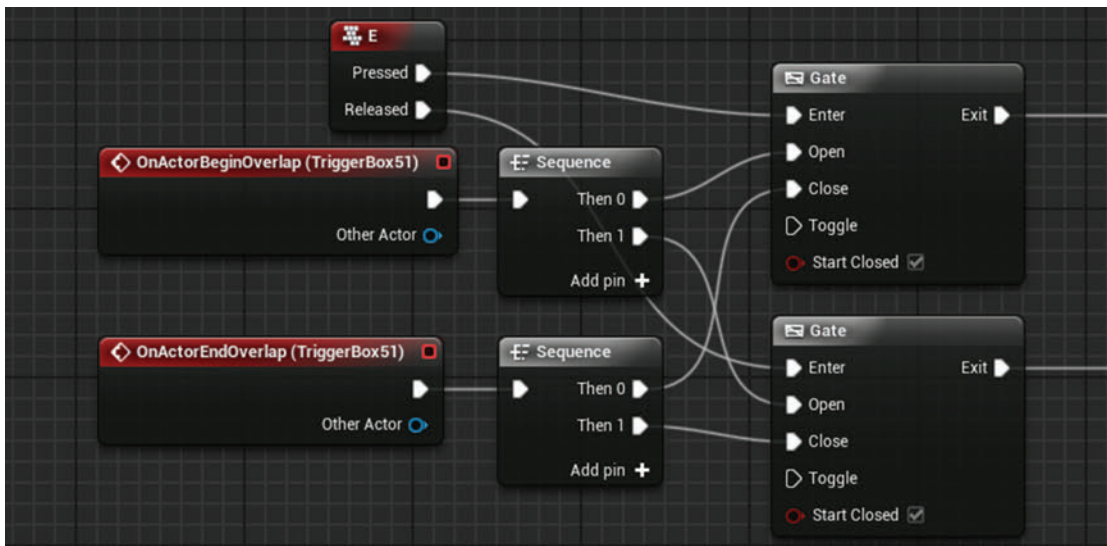 E
Pressed
Released
OnActorBeginOverlap (TriggerBox51)
Other Actor
Sequence
Then 0
Then 1
Add pin +
Gate
Enter
Exit
Open
Close
Toggle
Start Closed
OnActorEndOverlap (TriggerBox51)
Other Actor
Sequence
Then 0
Then 1
Add pin +
Gate
Enter
Exit
Open
Close
Toggle
Start Closed